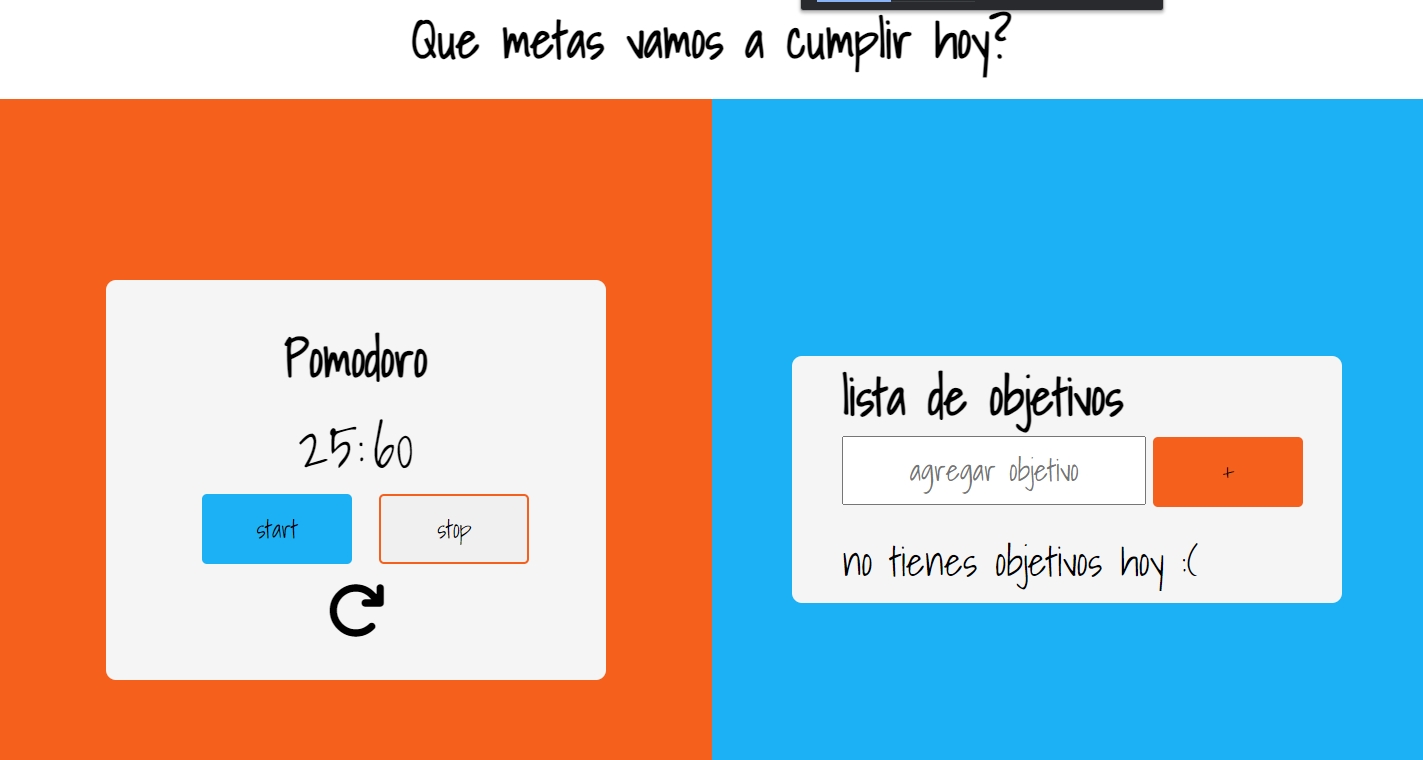 Que metas vamos a cumplir hoy?
Pomodoro
25:60
start stop
lista de objetivos
agregar objetivo +
no tienes objetivos hoy :(